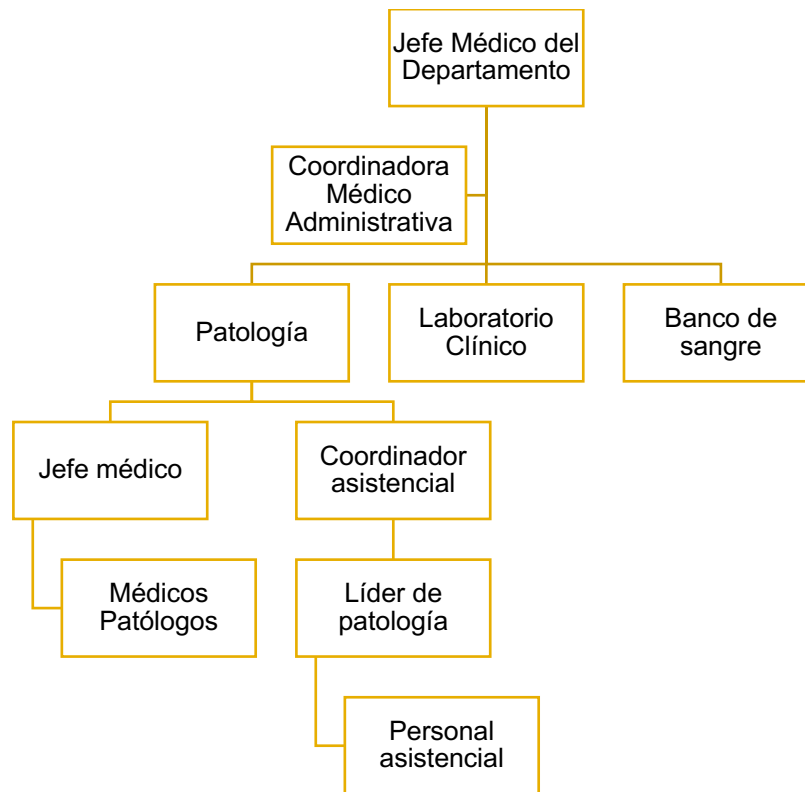 Jefe Médico del
Departamento
Coordinadora
Médico
Administrativa
Patología
Laboratorio
Clínico
Banco de
sangre
Jefe médico
Coordinador
asistencial
Médicos
Patólogos
Líder de
patología
Personal
asistencial